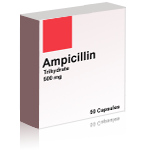 Ampicillin
Trihydrate
500 mg
50 Capsules